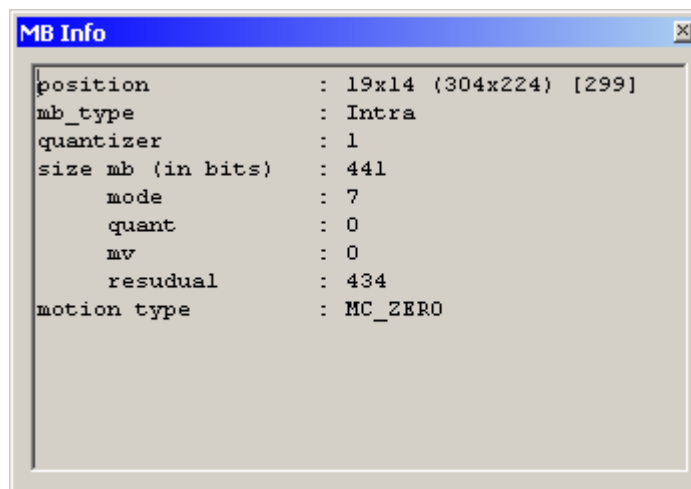 MB Info
position : 19x14 (304x224) [299]
mb_type : Intra
quantizer : 1
size mb (in bits) : 441
mode : 7
quant : 0
mv : 0
resudual : 434
motion type : MC_ZERO